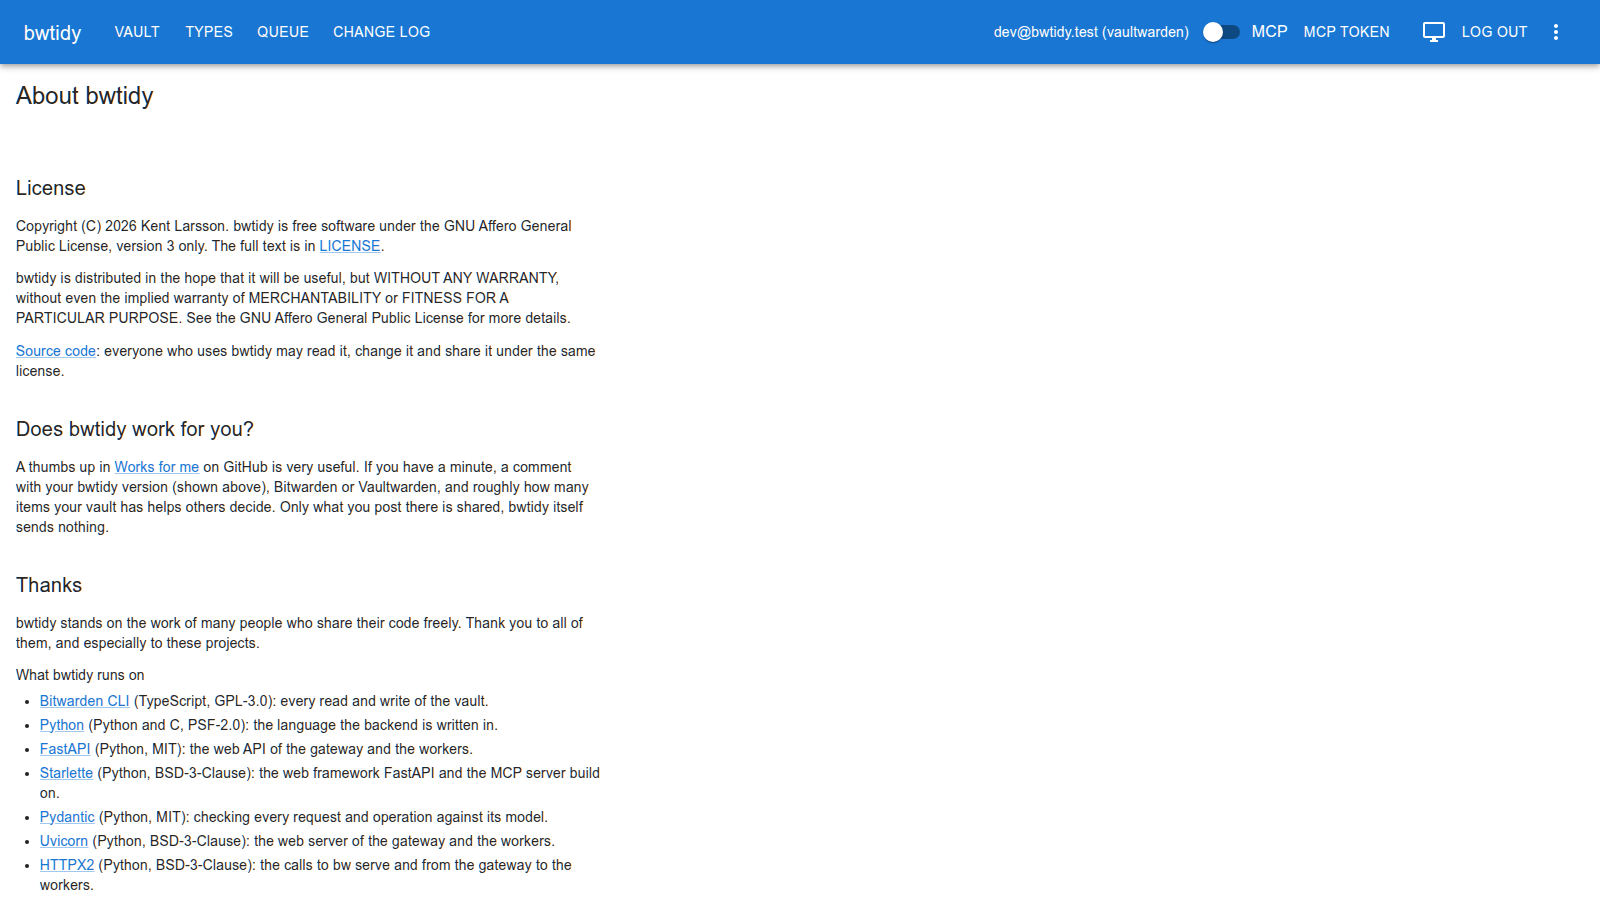 bwtidy VAULT TYPES QUEUE CHANGE LOG dev@bwtidy.test (vaultwarden) MCP MCP TOKEN LOG OUT
About bwtidy
License
Copyright (C) 2026 Kent Larsson. bwtidy is free software under the GNU Affero General
Public License, version 3 only. The full text is in LICENSE.
bwtidy is distributed in the hope that it will be useful, but WITHOUT ANY WARRANTY,
without even the implied warranty of MERCHANTABILITY or FITNESS FOR A
PARTICULAR PURPOSE. See the GNU Affero General Public License for more details.
Source code: everyone who uses bwtidy may read it, change it and share it under the same
license.
Does bwtidy work for you?
A thumbs up in Works for me on GitHub is very useful. If you have a minute, a comment
with your bwtidy version (shown above), Bitwarden or Vaultwarden, and roughly how many
items your vault has helps others decide. Only what you post there is shared, bwtidy itself
sends nothing.
Thanks
bwtidy stands on the work of many people who share their code freely. Thank you to all of
them, and especially to these projects.
What bwtidy runs on
• Bitwarden CLI (TypeScript, GPL-3.0): every read and write of the vault.
• Python (Python and C, PSF-2.0): the language the backend is written in.
• FastAPI (Python, MIT): the web API of the gateway and the workers.
• Starlette (Python, BSD-3-Clause): the web framework FastAPI and the MCP server build
on.
• Pydantic (Python, MIT): checking every request and operation against its model.
• Uvicorn (Python, BSD-3-Clause): the web server of the gateway and the workers.
• HTTPX2 (Python, BSD-3-Clause): the calls to bw serve and from the gateway to the
workers.